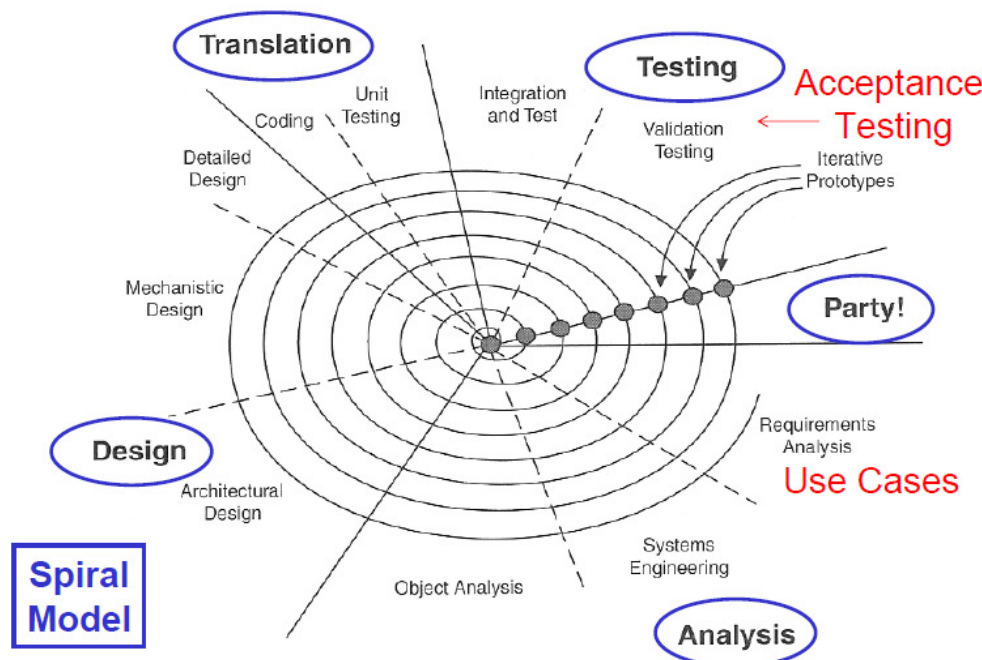 Translation
Testing
Acceptance
Testing
Unit
Testing
Integration
and Test
Coding
Validation
Testing
Iterative
Prototypes
Detailed
Design
Mechanistic
Design
Party!
Requirements
Analysis
Design
Use Cases
Architectural
Design
Systems
Engineering
Object Analysis
Spiral
Model
Analysis